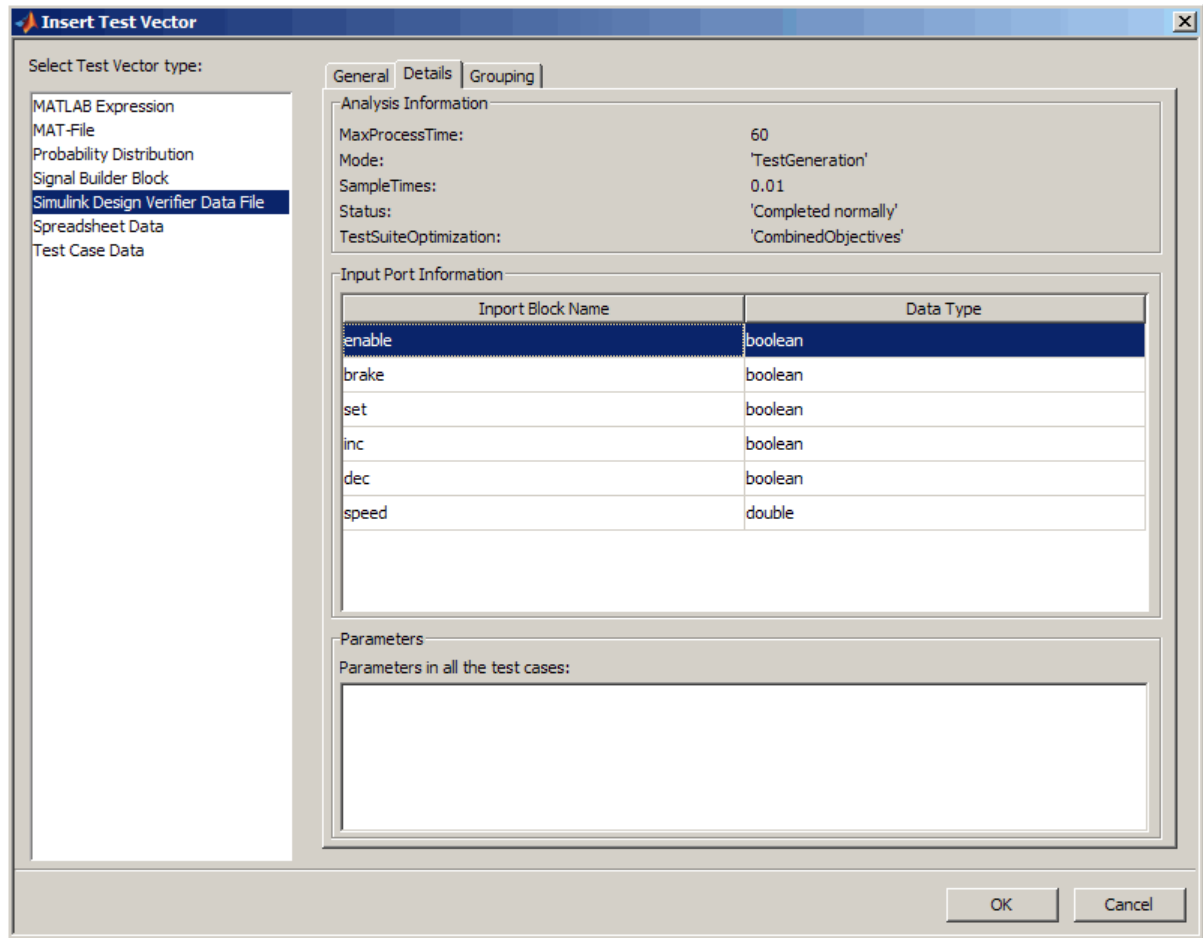 Insert Test Vector
Select Test Vector type:
MATLAB Expression
MAT-File
Probability Distribution
Signal Builder Block
Simulink Design Verifier Data File
Spreadsheet Data
Test Case Data
General Details Grouping
Analysis Information
MaxProcessTime: 60
Mode: 'TestGeneration'
SampleTimes: 0.01
Status: 'Completed normally'
TestSuiteOptimization: 'CombinedObjectives'
Input Port Information
Inport Block Name Data Type
enable boolean
brake boolean
set boolean
inc boolean
dec boolean
speed double
Parameters
Parameters in all the test cases:
OK Cancel